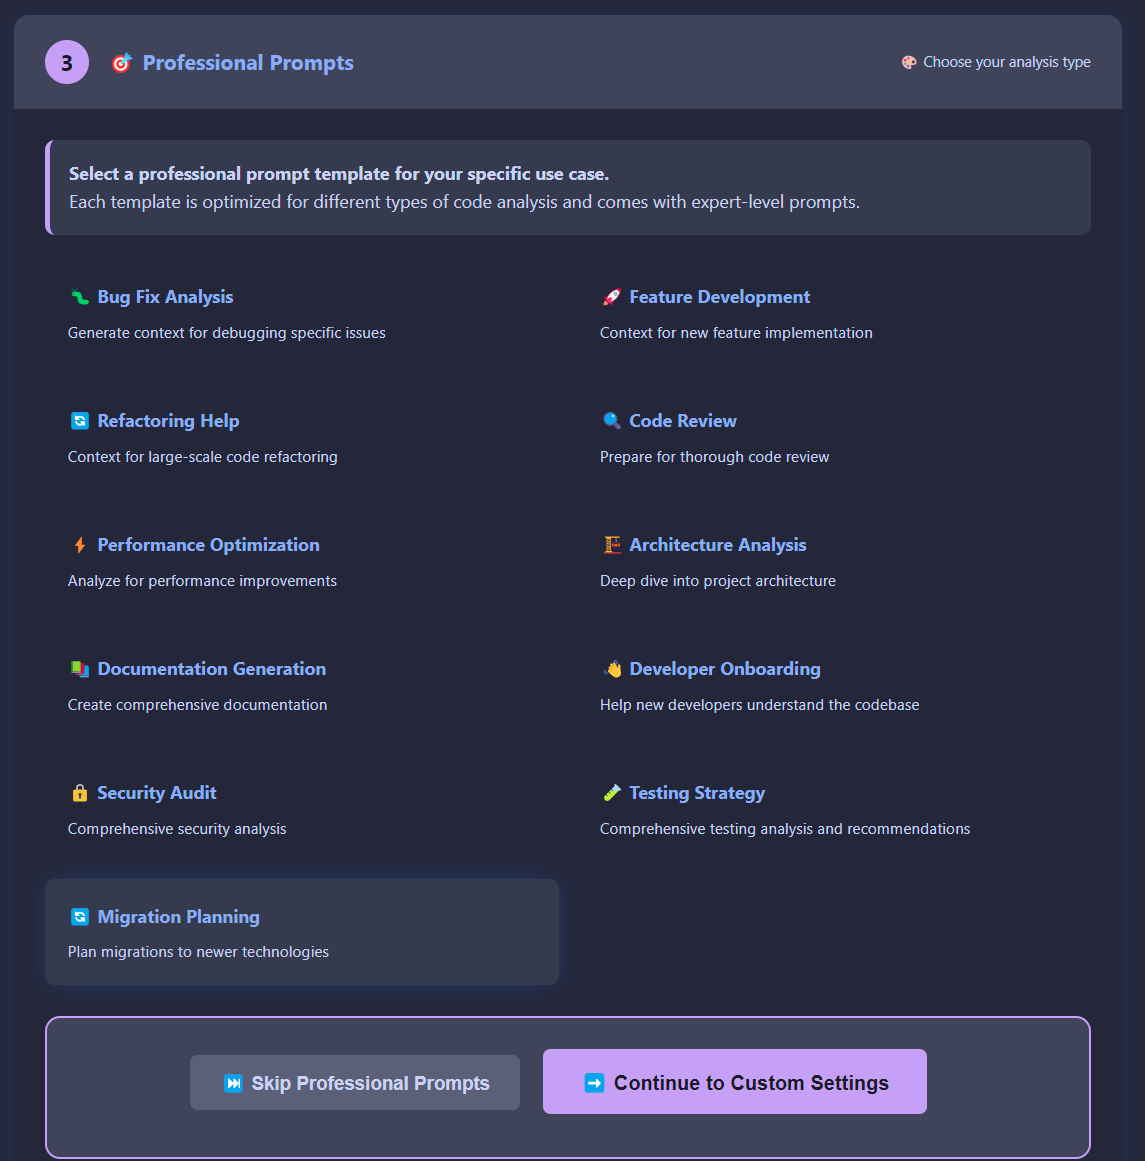 3
Professional Prompts
Choose your analysis type
Select a professional prompt template for your specific use case.
Each template is optimized for different types of code analysis and comes with expert-level prompts.
Bug Fix Analysis
Generate context for debugging specific issues
Feature Development
Context for new feature implementation
Refactoring Help
Context for large-scale code refactoring
Code Review
Prepare for thorough code review
Performance Optimization
Analyze for performance improvements
Architecture Analysis
Deep dive into project architecture
Documentation Generation
Create comprehensive documentation
Developer Onboarding
Help new developers understand the codebase
Security Audit
Comprehensive security analysis
Testing Strategy
Comprehensive testing analysis and recommendations
Migration Planning
Plan migrations to newer technologies
Skip Professional Prompts
Continue to Custom Settings